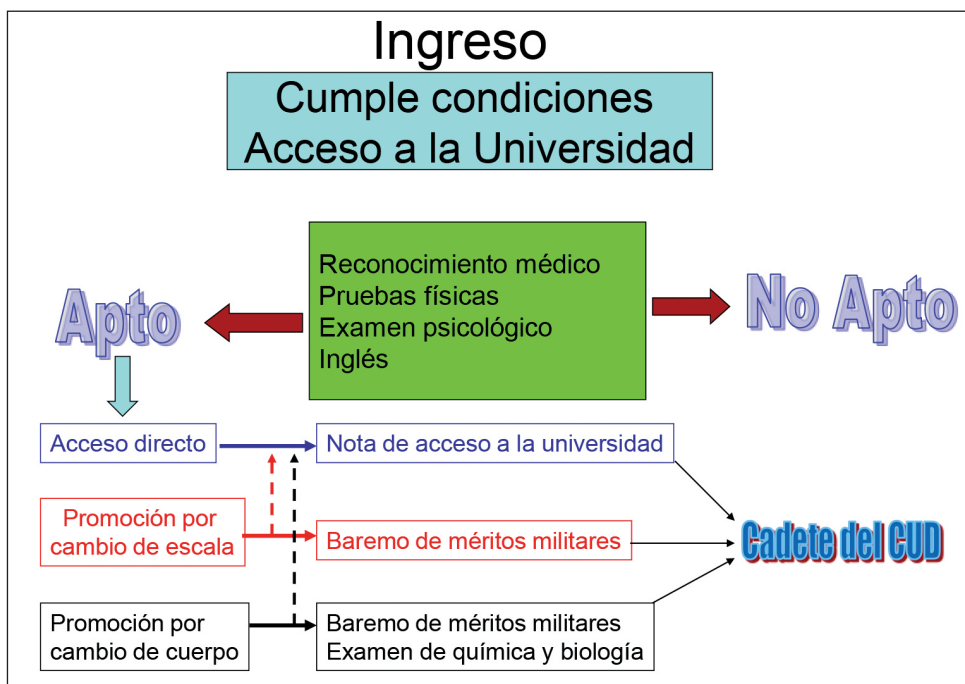 Ingreso
Cumple condiciones
Acceso a la Universidad
Reconocimiento médico
Pruebas físicas
Examen psicológico
Inglés
Apto
No Apto
Acceso directo
Nota de acceso a la universidad
Promoción por
cambio de escala
Baremo de méritos militares
Cadete del CUD
Promoción por
cambio de cuerpo
Baremo de méritos militares
Examen de química y biología